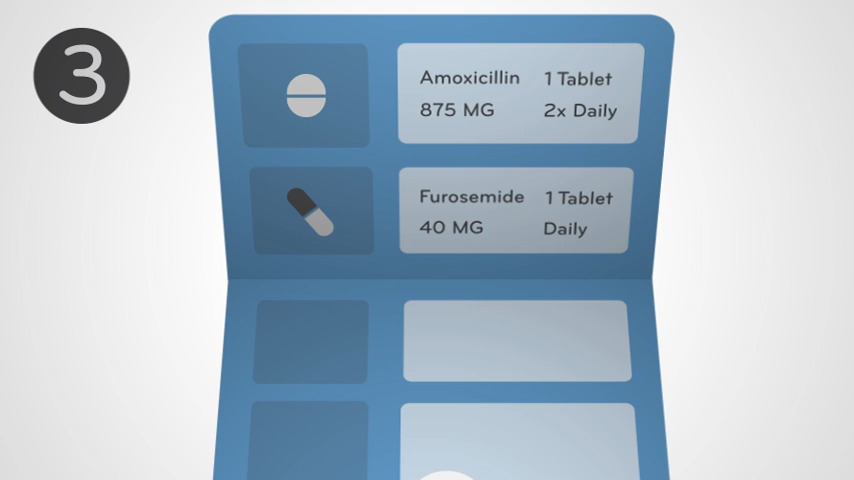 3
Amoxicillin 1 Tablet
875 MG 2x Daily
Furosemide 1 Tablet
40 MG Daily